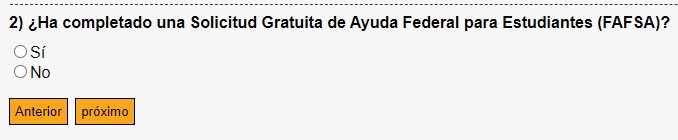 2) ¿Ha completado una Solicitud Gratuita de Ayuda Federal para Estudiantes (FAFSA)?
Sí
No
Anterior próximo